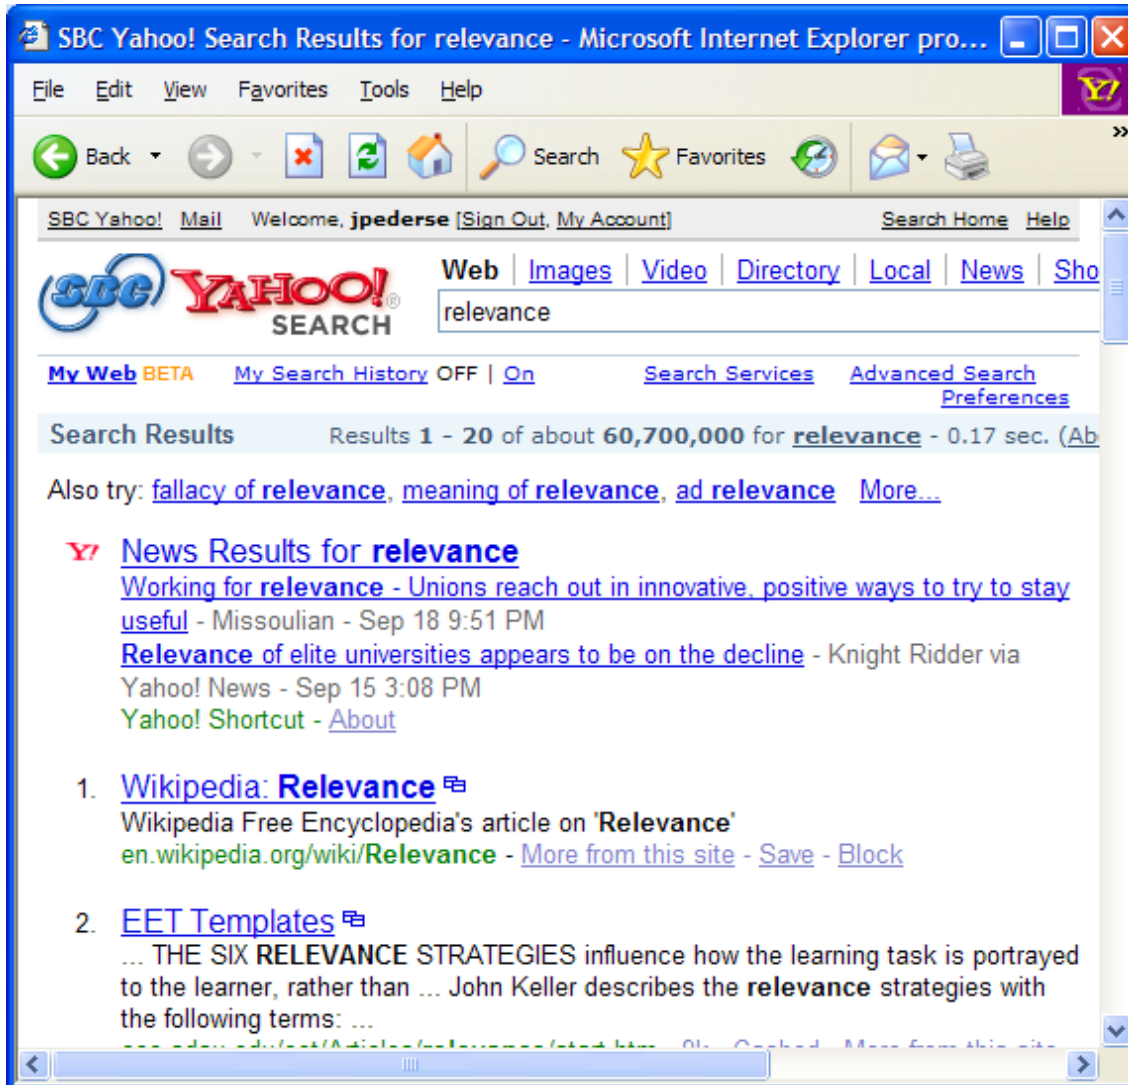 SBC Yahoo! Search Results for relevance - Microsoft Internet Explorer pro...
File Edit View Favorites Tools Help
Y!
Back Search Favorites
SBC Yahoo! Mail Welcome, jpederse [Sign Out, My Account] Search Home Help
SBC YAHOO! ® SEARCH
Web | Images | Video | Directory | Local | News | Sho
relevance
My Web BETA My Search History OFF | On Search Services Advanced Search
Preferences
Search Results Results 1 - 20 of about 60,700,000 for relevance - 0.17 sec. (Ab
Also try: fallacy of relevance, meaning of relevance, ad relevance More...
Y! News Results for relevance
Working for relevance - Unions reach out in innovative, positive ways to try to stay
useful - Missoulian - Sep 18 9:51 PM
Relevance of elite universities appears to be on the decline - Knight Ridder via
Yahoo! News - Sep 15 3:08 PM
Yahoo! Shortcut - About
1. Wikipedia: Relevance
Wikipedia Free Encyclopedia's article on 'Relevance'
en.wikipedia.org/wiki/Relevance - More from this site - Save - Block
2. EET Templates
... THE SIX RELEVANCE STRATEGIES influence how the learning task is portrayed
to the learner, rather than ... John Keller describes the relevance strategies with
the following terms: ...